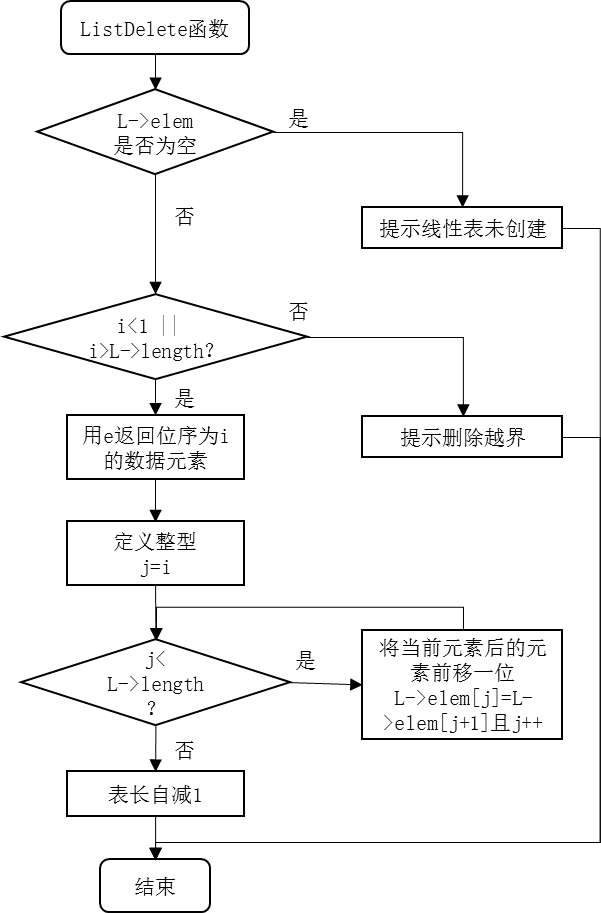 ListDelete函数
L->elem
是否为空
是
否
提示线性表未创建
i<1 ||
i>L->length?
否
是
用e返回位序为i
的数据元素
提示删除越界
定义整型
j=i
j<
L->length
?
是
将当前元素后的元
素前移一位
L->elem[j]=L-
>elem[j+1]且j++
否
表长自减1
结束